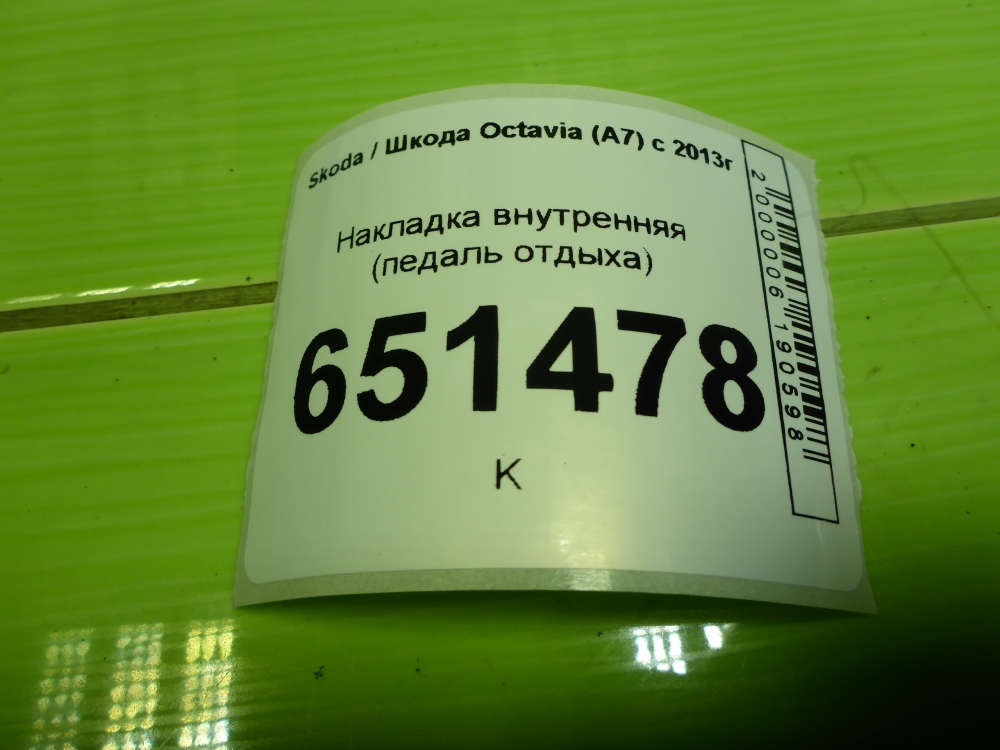 Skoda / Шкода Octavia (A7) с 2013г
Накладка внутренняя
(педаль отдыха)
651478
К
2000006190598